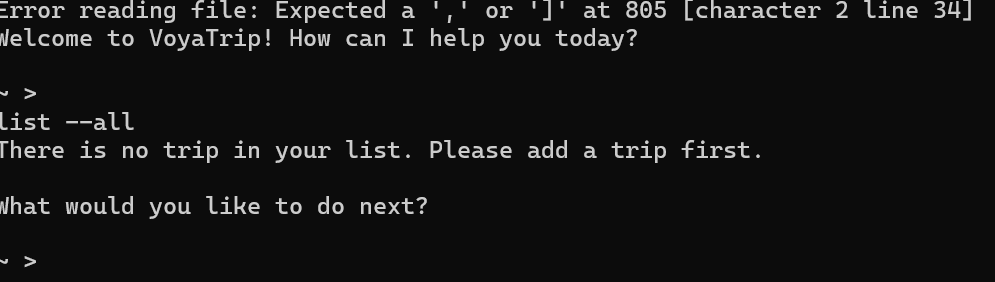 Error reading file: Expected a ',' or ']' at 805 [character 2 line 34]
Welcome to VoyaTrip! How can I help you today?
~ >
list --all
There is no trip in your list. Please add a trip first.
What would you like to do next?
~ >